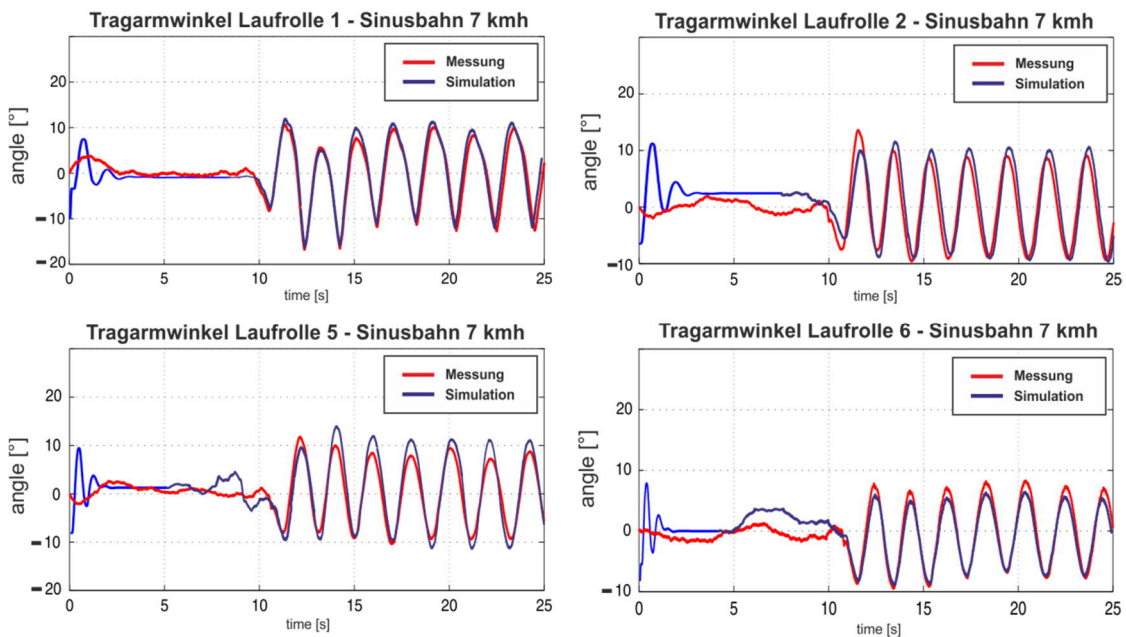 Tragarmwinkel Laufrolle 1 - Sinusbahn 7 kmh
Messung
Simulation
angle [°]
20
10
0
-10
-20
0 5 10 15 20 25
time [s]
Tragarmwinkel Laufrolle 2 - Sinusbahn 7 kmh
Messung
Simulation
angle [°]
20
10
0
-10
0 5 10 15 20 25
time [s]
Tragarmwinkel Laufrolle 5 - Sinusbahn 7 kmh
Messung
Simulation
angle [°]
20
10
0
-10
-20
0 5 10 15 20 25
time [s]
Tragarmwinkel Laufrolle 6 - Sinusbahn 7 kmh
Messung
Simulation
angle [°]
20
10
0
-10
0 5 10 15 20 25
time [s]